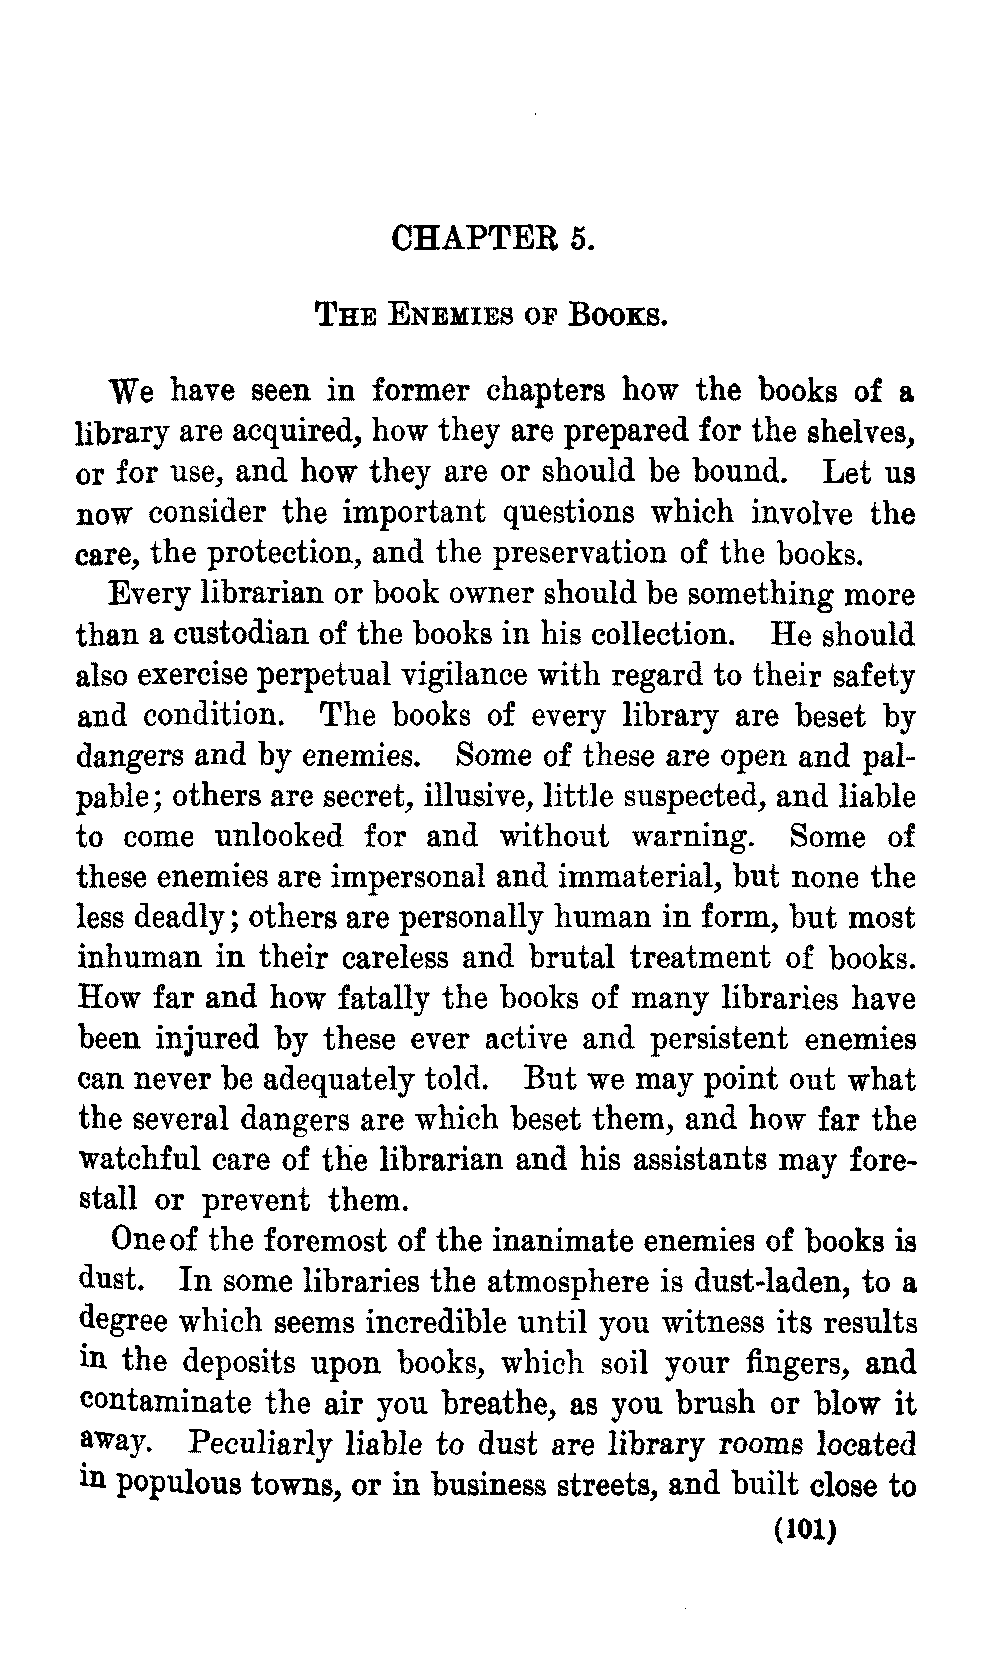 CHAPTER 5.
THE ENEMIES OF BOOKS.
We have seen in former chapters how the books of a
library are acquired, how they are prepared for the shelves,
or for use, and how they are or should be bound. Let us
now consider the important questions which involve the
care, the protection, and the preservation of the books.
Every librarian or book owner should be something more
than a custodian of the books in his collection. He should
also exercise perpetual vigilance with regard to their safety
and condition. The books of every library are beset by
dangers and by enemies. Some of these are open and pal-
pable; others are secret, illusive, little suspected, and liable
to come unlooked for and without warning. Some of
these enemies are impersonal and immaterial, but none the
less deadly; others are personally human in form, but most
inhuman in their careless and brutal treatment of books.
How far and how fatally the books of many libraries have
been injured by these ever active and persistent enemies
can never be adequately told. But we may point out what
the several dangers are which beset them, and how far the
watchful care of the librarian and his assistants may fore-
stall or prevent them.
One of the foremost of the inanimate enemies of books is
dust. In some libraries the atmosphere is dust-laden, to a
degree which seems incredible until you witness its results
in the deposits upon books, which soil your fingers, and
contaminate the air you breathe, as you brush or blow it
away. Peculiarly liable to dust are library rooms located
in populous towns, or in business streets, and built close to
(101)